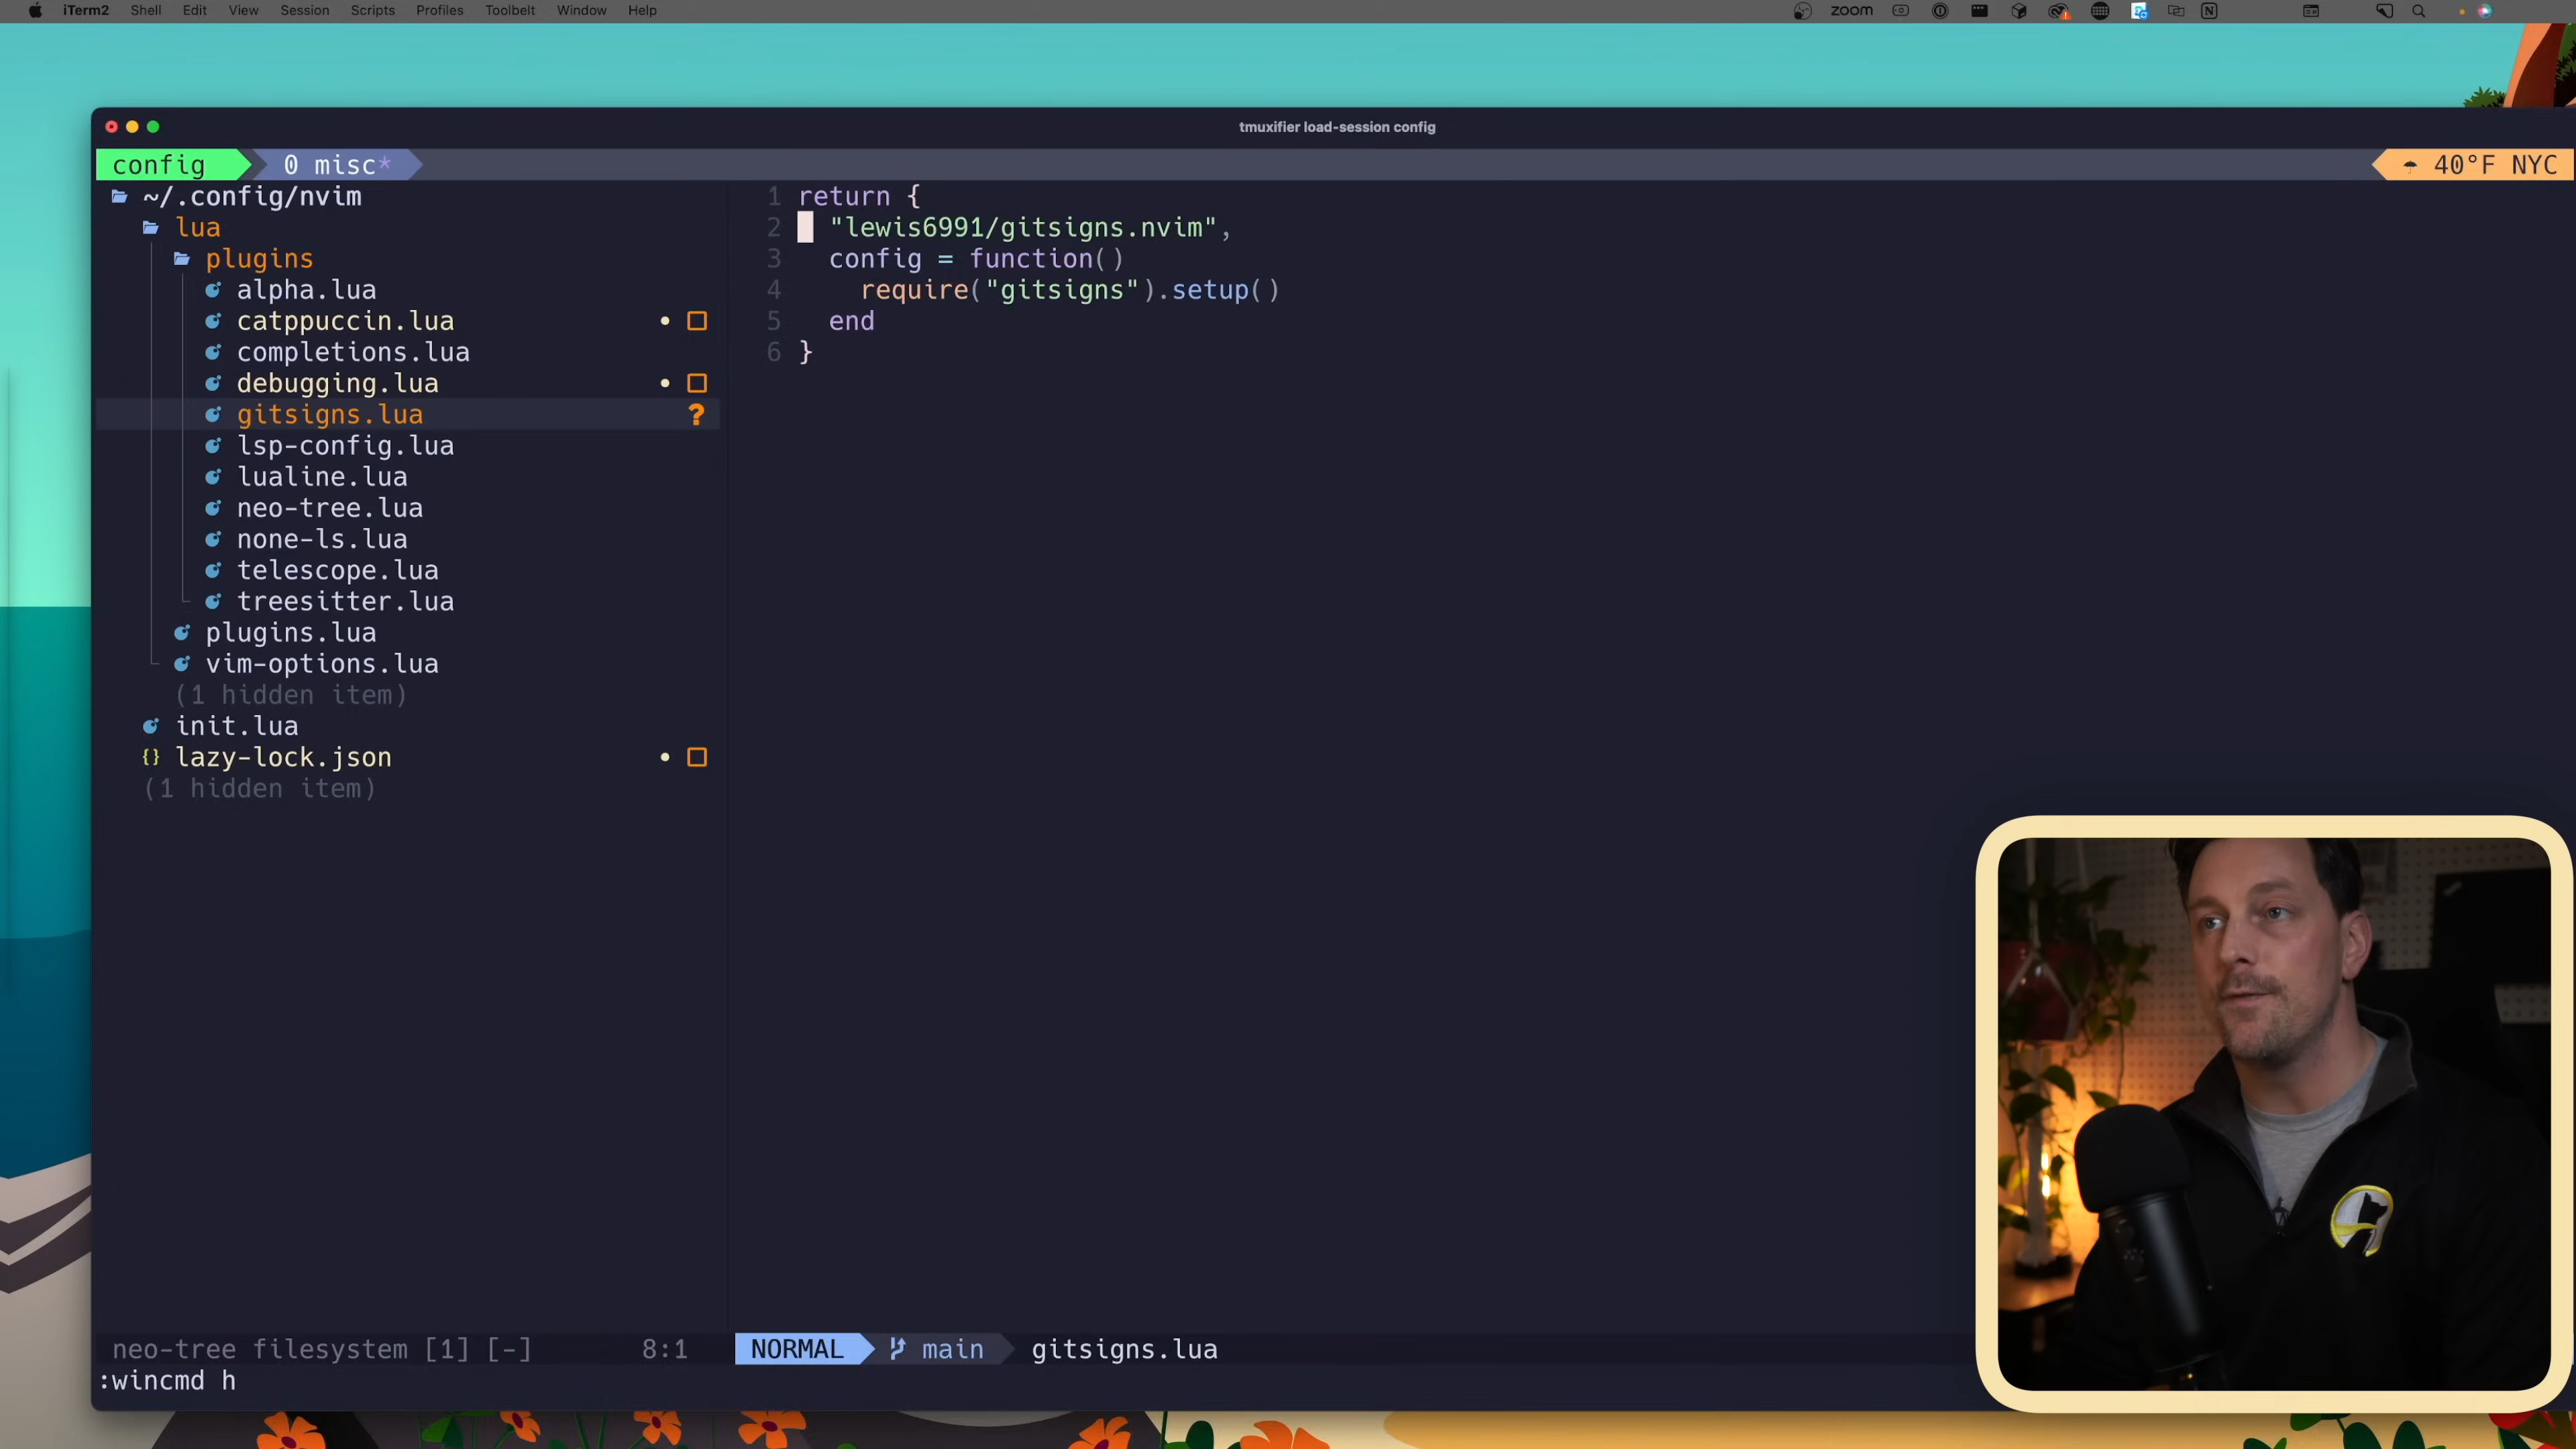 iTerm2 Shell Edit View Session Scripts Profiles Toolbelt Window Help zoom
tmuxifier load-session config
config 0 misc* 40°F NYC
~/.config/nvim
lua
plugins
alpha.lua
catppuccin.lua
completions.lua
debugging.lua
gitsigns.lua ?
lsp-config.lua
lualine.lua
neo-tree.lua
none-ls.lua
telescope.lua
treesitter.lua
plugins.lua
vim-options.lua
(1 hidden item)
init.lua
{} lazy-lock.json
(1 hidden item)
1 return {
2 "lewis6991/gitsigns.nvim",
3 config = function()
4 require("gitsigns").setup()
5 end
6 }
neo-tree filesystem [1] [-] 8:1
NORMAL main gitsigns.lua
:wincmd h